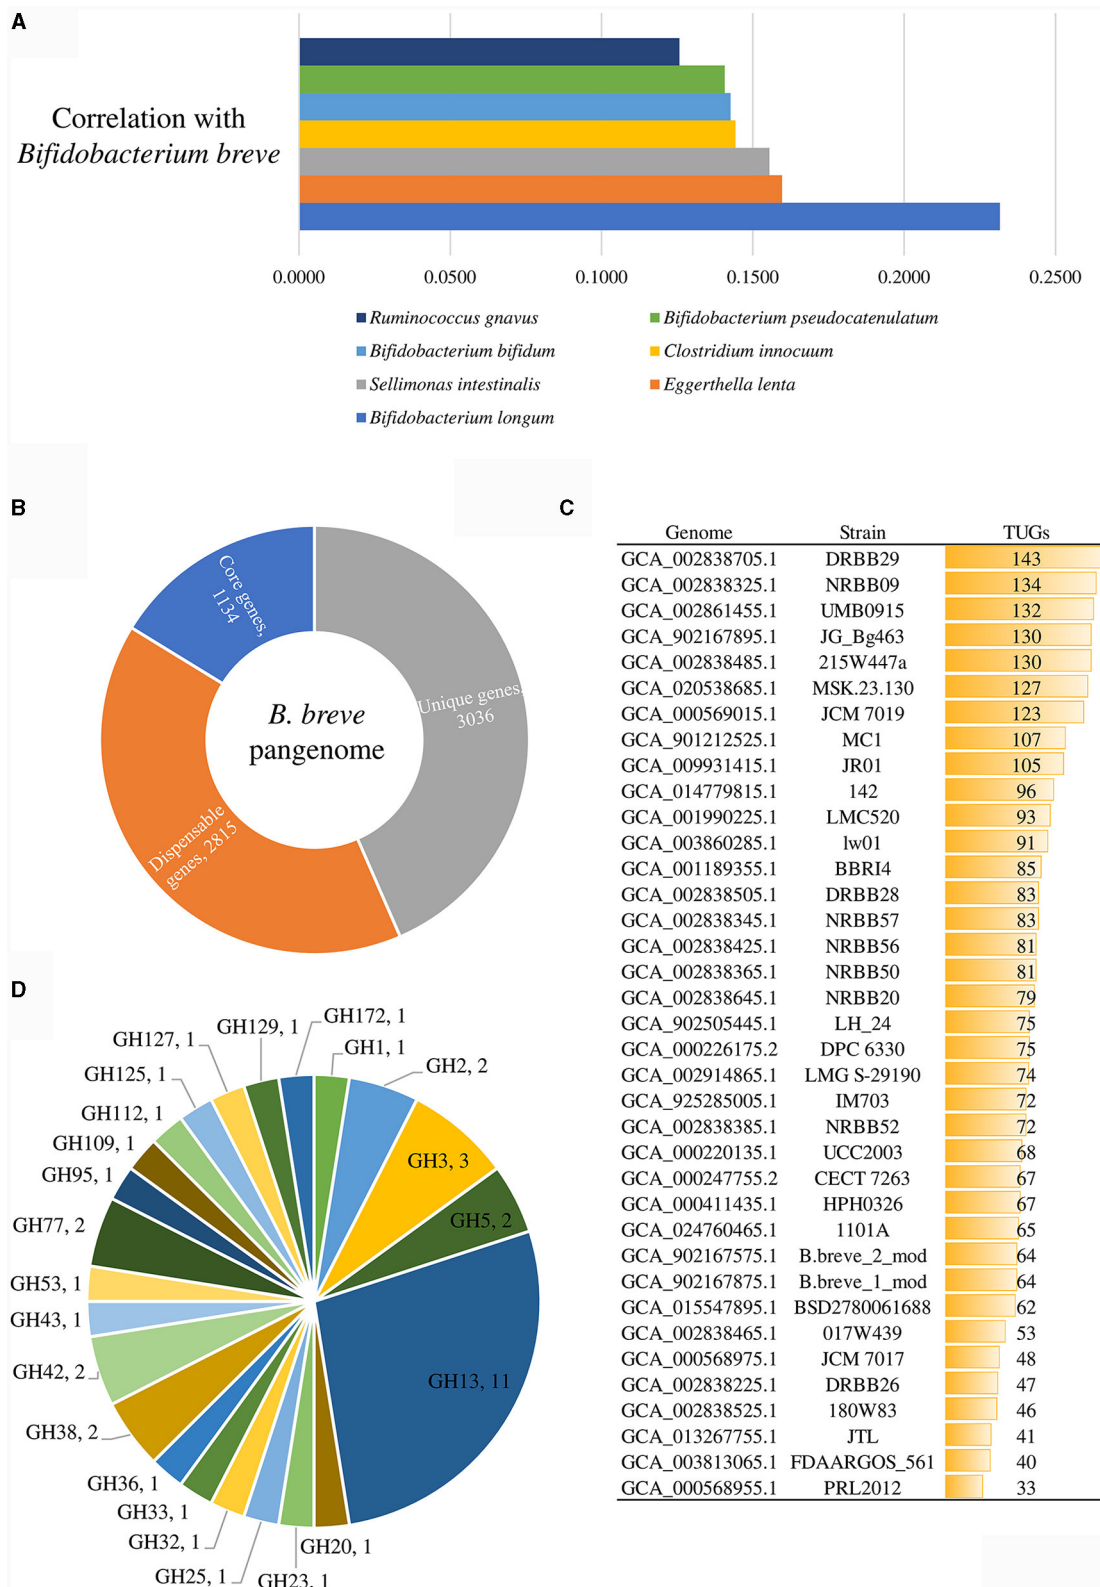 A
Correlation with
Bifidobacterium breve
0.0000 0.0500 0.1000 0.1500 0.2000 0.2500
Ruminococcus gnavus Bifidobacterium pseudocatenulatum
Bifidobacterium bifidum Clostridium innocuum
Sellimonas intestinalis Eggerthella lenta
Bifidobacterium longum
B
Core genes,
1134
Unique genes,
3036
Dispensable
genes, 2815
B. breve
pangenome
C
Genome Strain TUGs
GCA_002838705.1 DRBB29 143
GCA_002838325.1 NRBB09 134
GCA_002861455.1 UMB0915 132
GCA_902167895.1 JG_Bg463 130
GCA_002838485.1 215W447a 130
GCA_020538685.1 MSK.23.130 127
GCA_000569015.1 JCM 7019 123
GCA_901212525.1 MC1 107
GCA_009931415.1 JR01 105
GCA_014779815.1 142 96
GCA_001990225.1 LMC520 93
GCA_003860285.1 lw01 91
GCA_001189355.1 BBRI4 85
GCA_002838505.1 DRBB28 83
GCA_002838345.1 NRBB57 83
GCA_002838425.1 NRBB56 81
GCA_002838365.1 NRBB50 81
GCA_002838645.1 NRBB20 79
GCA_902505445.1 LH_24 75
GCA_000226175.2 DPC 6330 75
GCA_002914865.1 LMG S-29190 74
GCA_925285005.1 IM703 72
GCA_002838385.1 NRBB52 72
GCA_000220135.1 UCC2003 68
GCA_000247755.2 CECT 7263 67
GCA_000411435.1 HPH0326 67
GCA_024760465.1 1101A 65
GCA_902167575.1 B.breve_2_mod 64
GCA_902167875.1 B.breve_1_mod 64
GCA_015547895.1 BSD2780061688 62
GCA_002838465.1 017W439 53
GCA_000568975.1 JCM 7017 48
GCA_002838225.1 DRBB26 47
GCA_002838525.1 180W83 46
GCA_013267755.1 JTL 41
GCA_003813065.1 FDAARGOS_561 40
GCA_000568955.1 PRL2012 33
D
GH172, 1
GH1, 1
GH2, 2
GH3, 3
GH5, 2
GH13, 11
GH20, 1
GH23, 1
GH25, 1
GH32, 1
GH33, 1
GH36, 1
GH38, 2
GH42, 2
GH43, 1
GH53, 1
GH77, 2
GH95, 1
GH109, 1
GH112, 1
GH125, 1
GH127, 1
GH129, 1